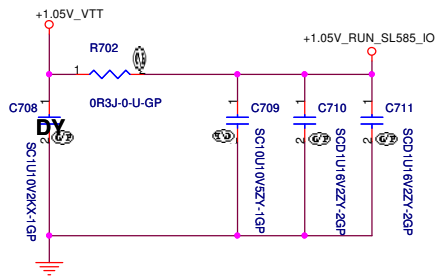 +1.05V_VTT
+1.05V_RUN_SL585_IO
R702
1
2
0R3J-0-U-GP
C708
1
DY
2
SC1U10V2KX-1GP
C709
1
2
SC10U10V5ZY-1GP
C710
1
2
SCD1U16V2ZY-2GP
C711
1
2
SCD1U16V2ZY-2GP